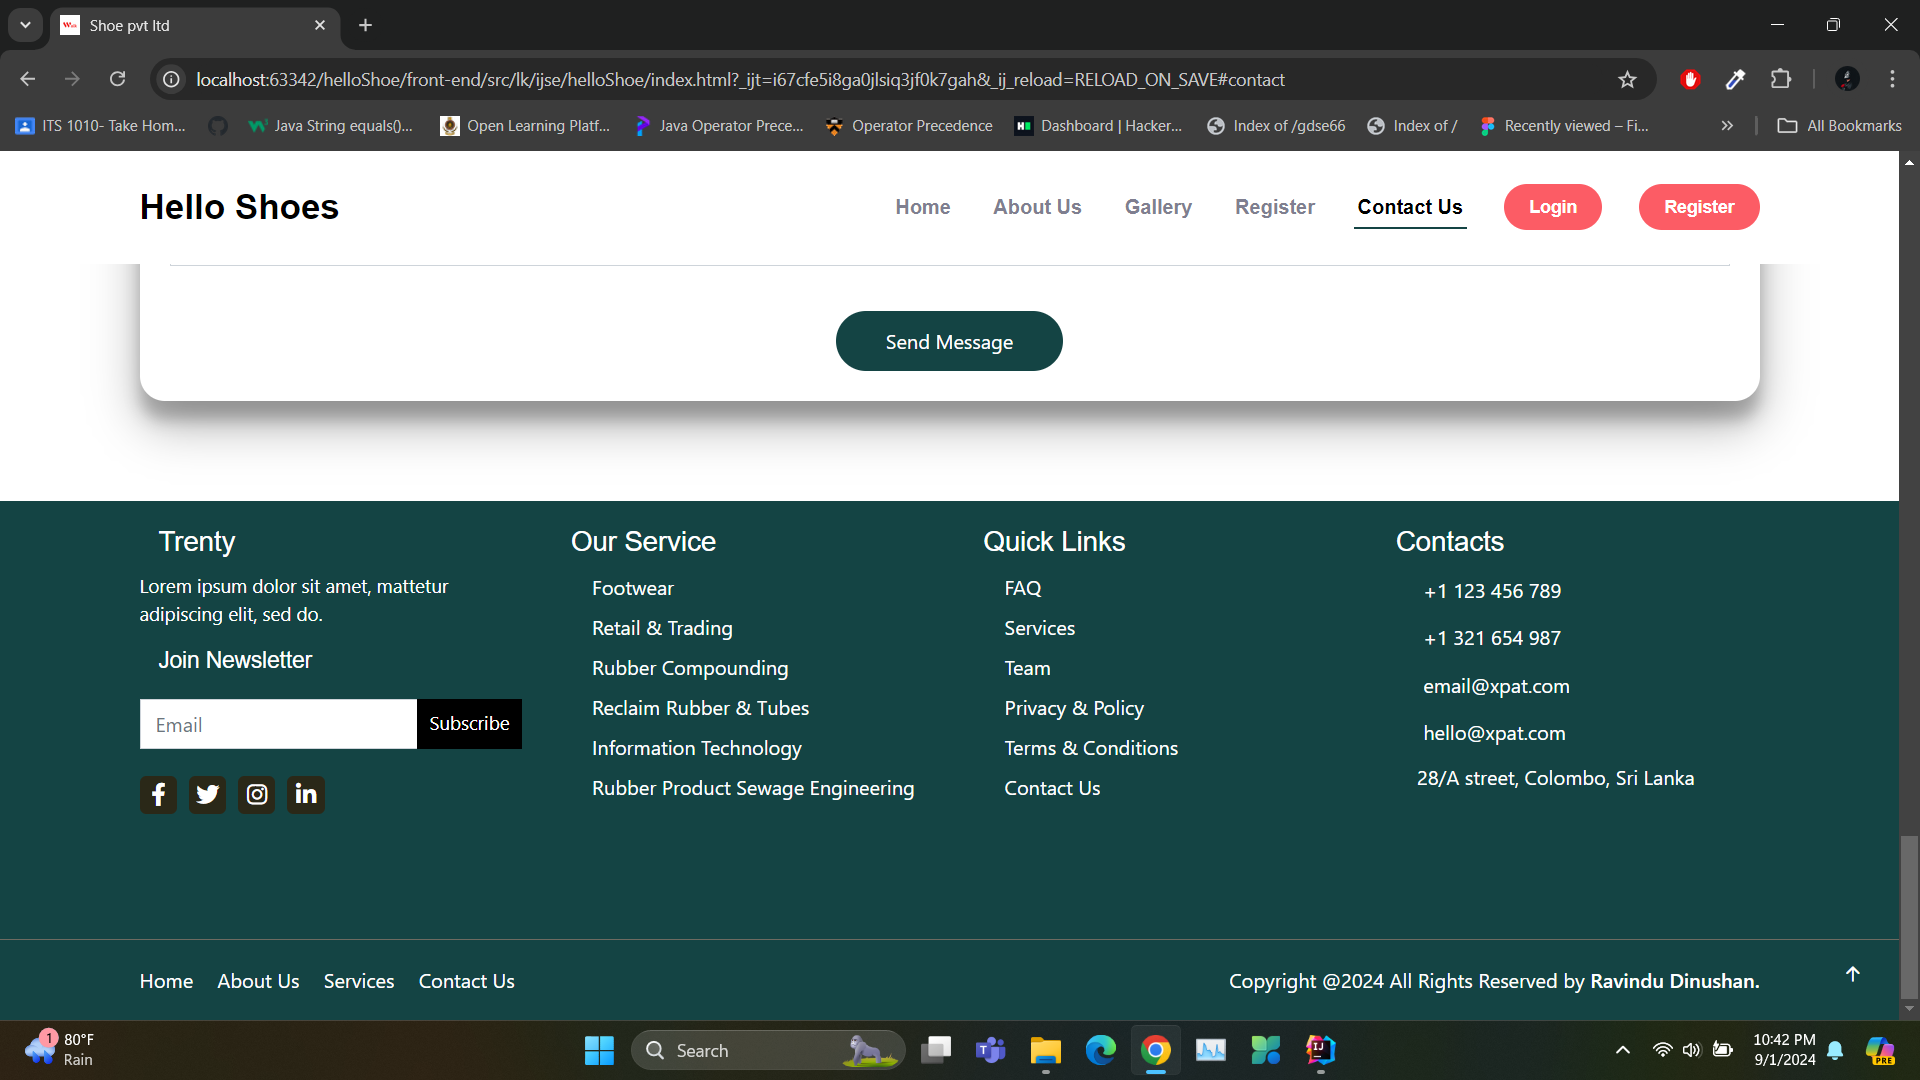 Shoe pvt ltd
localhost:63342/helloShoe/front-end/src/lk/ijse/helloShoe/index.html?_ijt=i67cfe5i8ga0jlsiq3jf0k7gah&_ij_reload=RELOAD_ON_SAVE#contact
ITS 1010- Take Hom... Java String equals()... Open Learning Platf... Java Operator Prece... Operator Precedence Dashboard | Hacker... Index of /gdse66 Index of / Recently viewed – Fi... » All Bookmarks
Hello Shoes Home About Us Gallery Register Contact Us Login Register
Send Message
Trenty
Lorem ipsum dolor sit amet, mattetur
adipiscing elit, sed do.
Join Newsletter
Email Subscribe
Our Service
Footwear
Retail & Trading
Rubber Compounding
Reclaim Rubber & Tubes
Information Technology
Rubber Product Sewage Engineering
Quick Links
FAQ
Services
Team
Privacy & Policy
Terms & Conditions
Contact Us
Contacts
+1 123 456 789
+1 321 654 987
email@xpat.com
hello@xpat.com
28/A street, Colombo, Sri Lanka
Home About Us Services Contact Us Copyright @2024 All Rights Reserved by Ravindu Dinushan.
1 80°F
Rain
Search
10:42 PM
9/1/2024
PRE